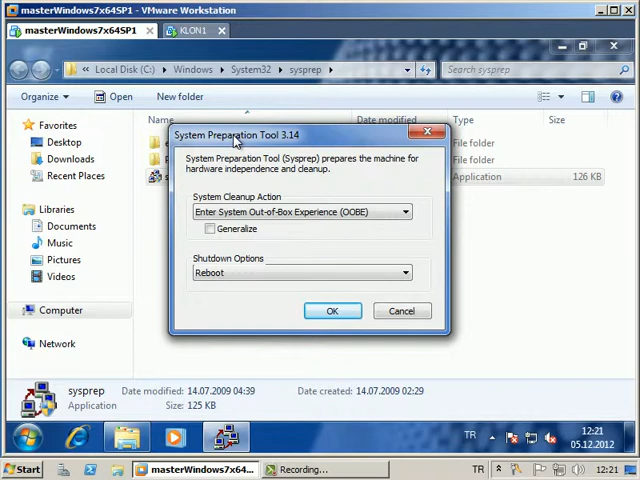 masterWindows7x64SP1 - VMware Workstation
masterWindows7x64SP1
KLON1
Local Disk (C:)
Windows
System32
sysprep
Search sysprep
Organize
Open
New folder
Name
Date modified
Type
Size
Favorites
Desktop
Downloads
Recent Places
Libraries
Documents
Music
Pictures
Videos
Computer
Network
File folder
File folder
Application
126 KB
System Preparation Tool 3.14
System Preparation Tool (Sysprep) prepares the machine for
hardware independence and cleanup.
System Cleanup Action
Enter System Out-of-Box Experience (OOBE)
Generalize
Shutdown Options
Reboot
OK
Cancel
sysprep
Date modified: 14.07.2009 04:39
Date created: 14.07.2009 02:29
Application
Size: 125 KB
TR
12:21
05.12.2012
Start
masterWindows7x64...
Recording...
TR
12:21